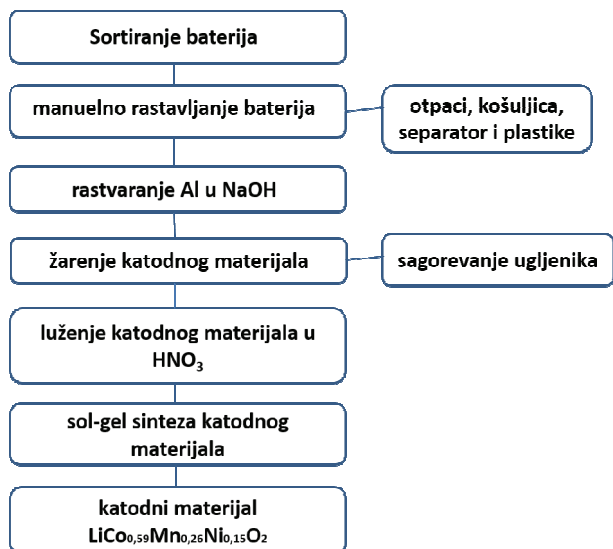 Sortiranje baterija
manuelno rastavljanje baterija
otpaci, košuljica,
separator i plastike
rastvaranje Al u NaOH
žarenje katodnog materijala
sagorevanje ugljenika
luženje katodnog materijala u
HNO₃
sol-gel sinteza katodnog
materijala
katodni materijal
LiCo₀,₅₉Mn₀,₂₆Ni₀,₁₅O₂